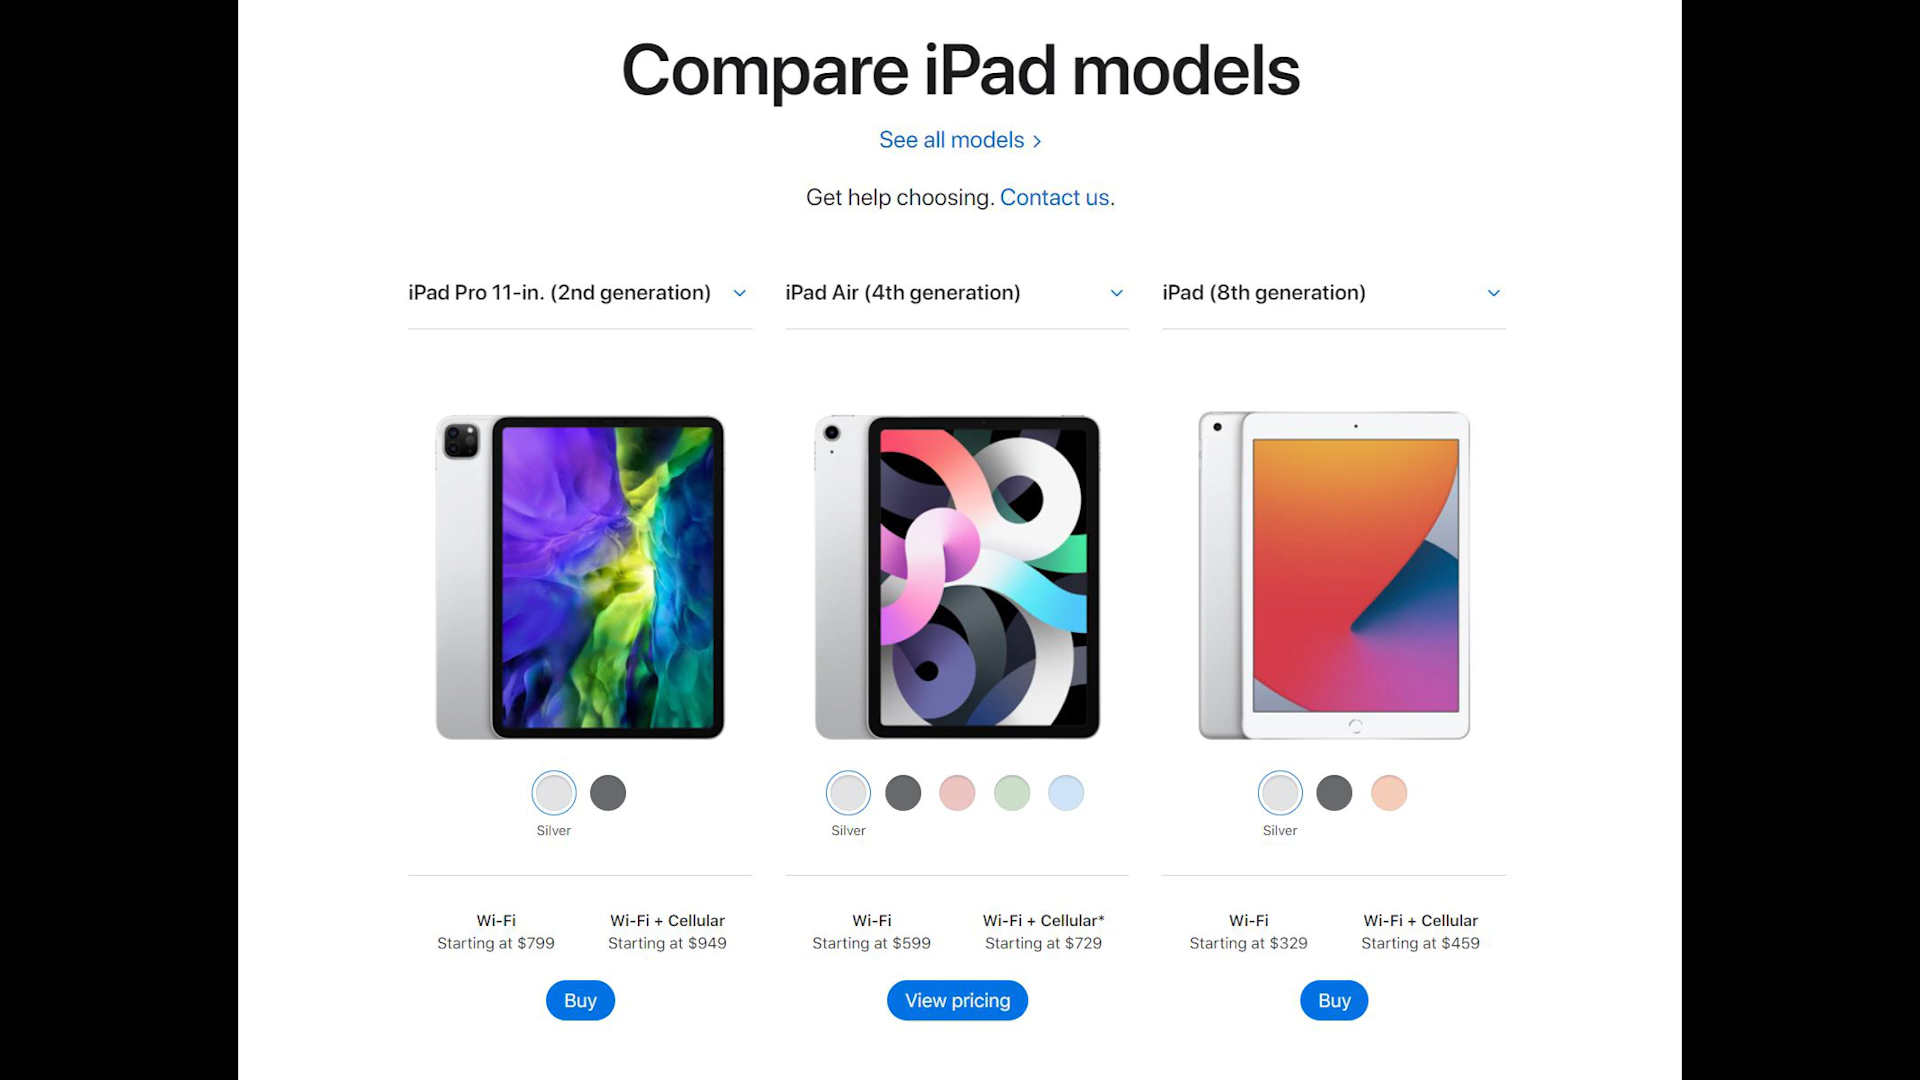 Compare iPad models
See all models >
Get help choosing. Contact us.
iPad Pro 11-in. (2nd generation)
iPad Air (4th generation)
iPad (8th generation)
Silver
Silver
Silver
Wi-Fi
Starting at $799
Wi-Fi + Cellular
Starting at $949
Wi-Fi
Starting at $599
Wi-Fi + Cellular*
Starting at $729
Wi-Fi
Starting at $329
Wi-Fi + Cellular
Starting at $459
Buy
View pricing
Buy